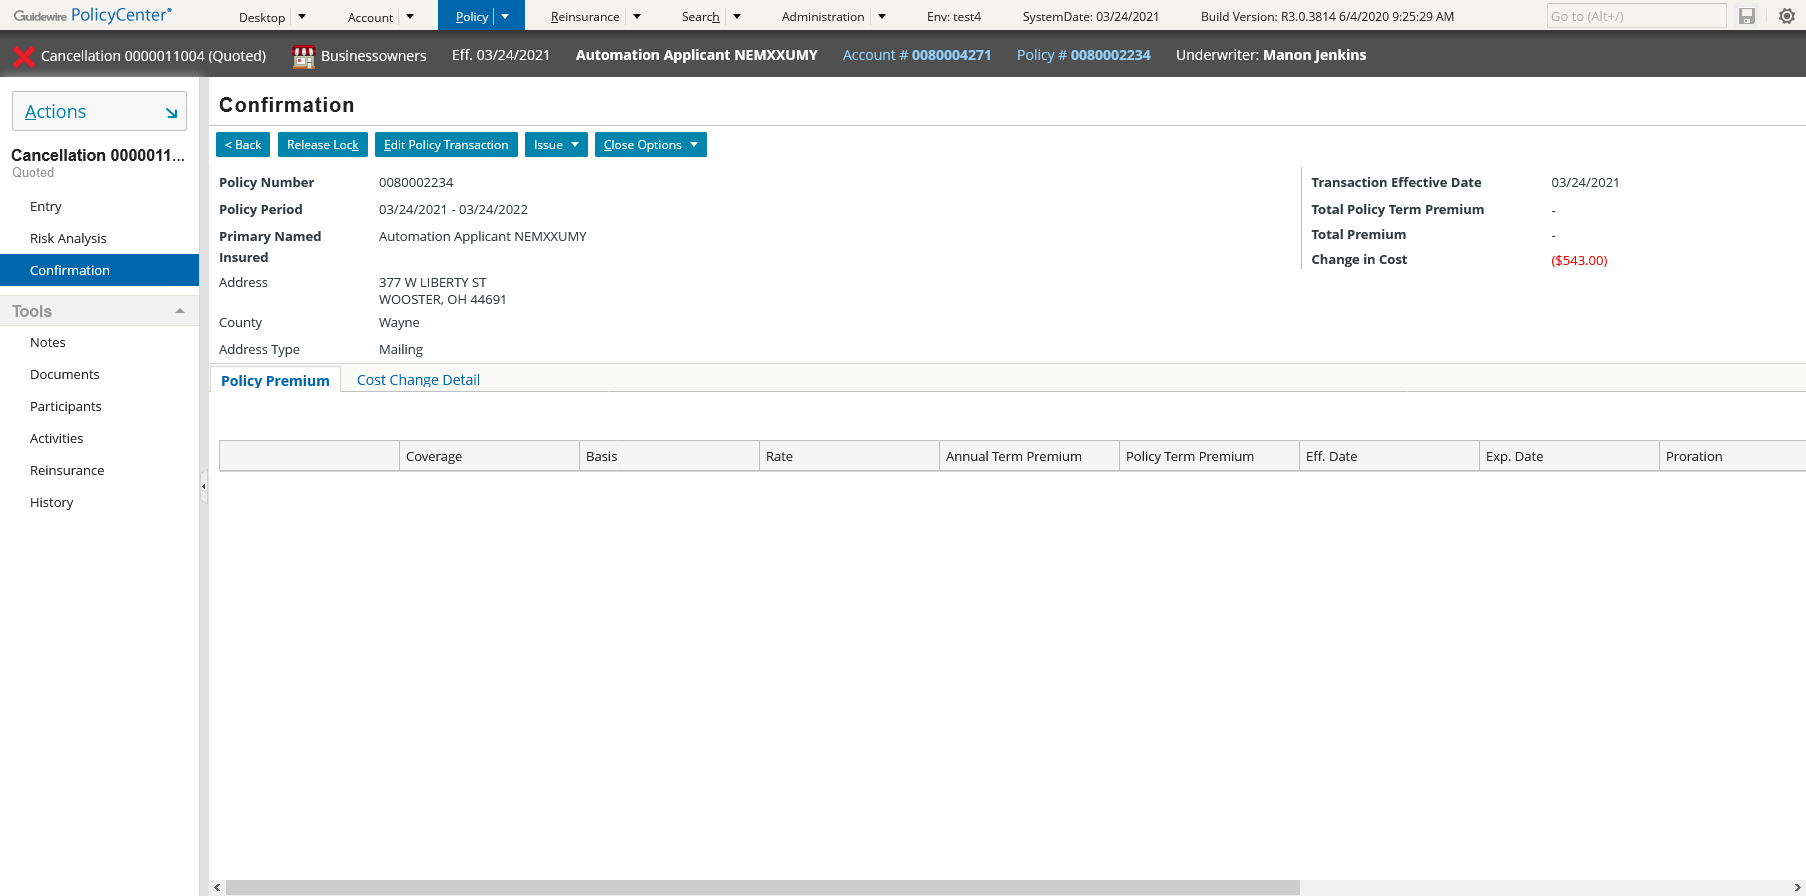 Guidewire PolicyCenter® Desktop Account Policy Reinsurance Search Administration Env: test4 SystemDate: 03/24/2021 Build Version: R3.0.3814 6/4/2020 9:25:29 AM Go to (Alt+/)
Cancellation 0000011004 (Quoted) Businessowners Eff. 03/24/2021 Automation Applicant NEMXXUMY Account # 0080004271 Policy # 0080002234 Underwriter: Manon Jenkins
Actions
Cancellation 0000011...
Quoted
Entry
Risk Analysis
Confirmation
Tools
Notes
Documents
Participants
Activities
Reinsurance
History
Confirmation
< Back Release Lock Edit Policy Transaction Issue Close Options
Policy Number 0080002234
Policy Period 03/24/2021 - 03/24/2022
Primary Named Insured Automation Applicant NEMXXUMY
Address 377 W LIBERTY ST
WOOSTER, OH 44691
County Wayne
Address Type Mailing
Transaction Effective Date 03/24/2021
Total Policy Term Premium -
Total Premium -
Change in Cost ($543.00)
Policy Premium Cost Change Detail
Coverage Basis Rate Annual Term Premium Policy Term Premium Eff. Date Exp. Date Proration